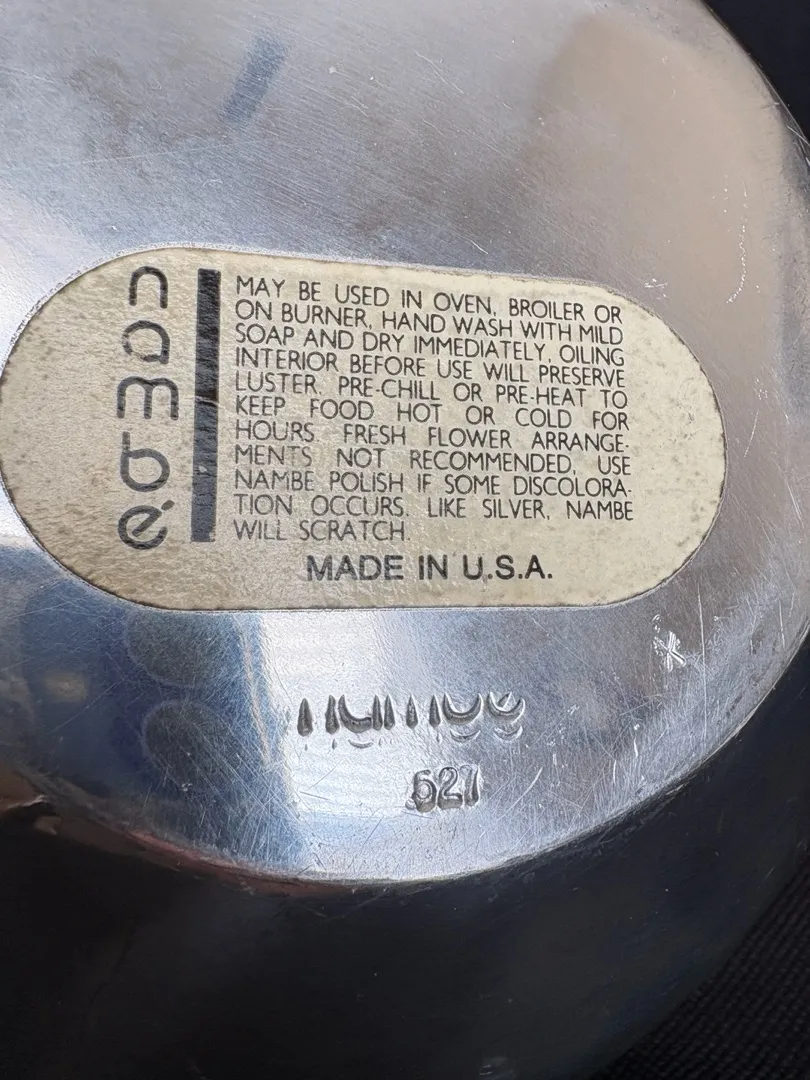 nambe
MAY BE USED IN OVEN, BROILER OR
ON BURNER, HAND WASH WITH MILD
SOAP AND DRY IMMEDIATELY. OILING
INTERIOR BEFORE USE WILL PRESERVE
LUSTER. PRE-CHILL OR PRE-HEAT TO
KEEP FOOD HOT OR COLD FOR
HOURS. FRESH FLOWER ARRANGE-
MENTS NOT RECOMMENDED. USE
NAMBE POLISH IF SOME DISCOLORA-
TION OCCURS. LIKE SILVER, NAMBE
WILL SCRATCH.
MADE IN U.S.A.
nambe
527